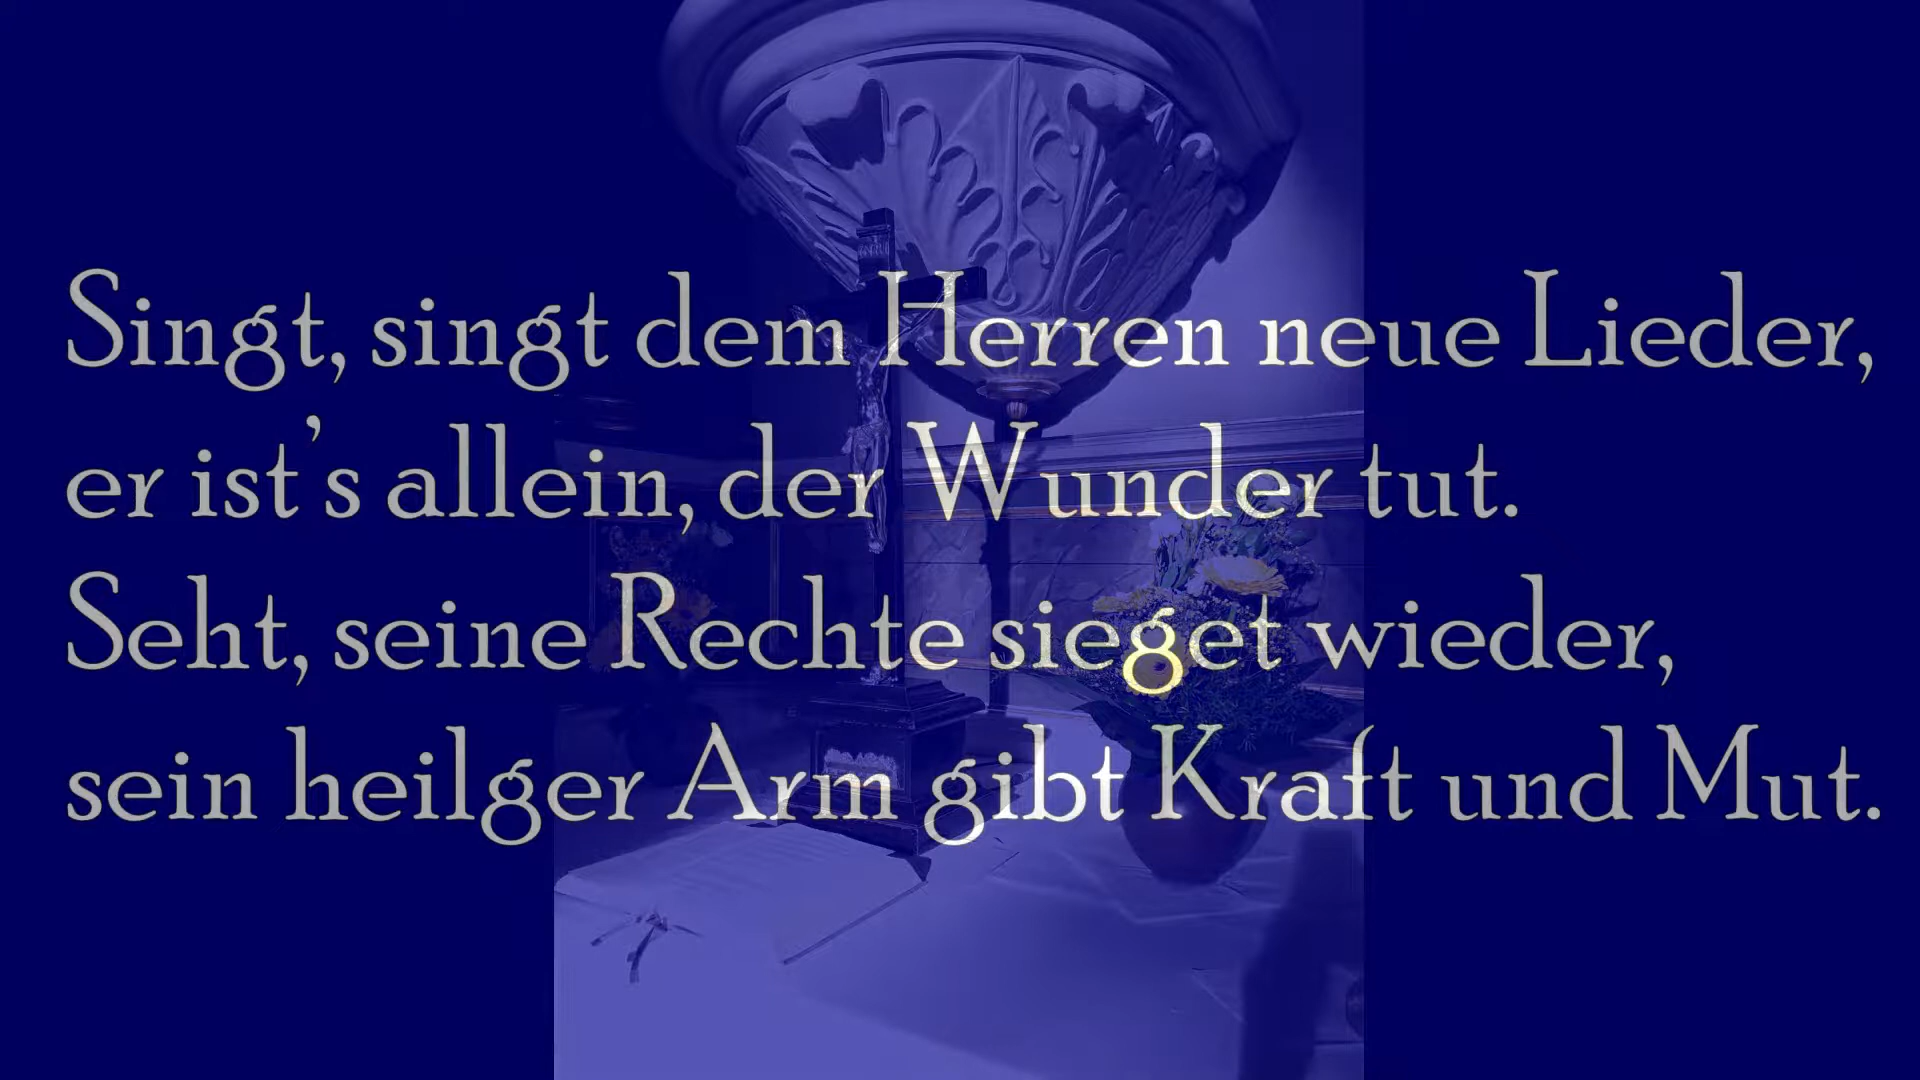 Singt, singt dem Herren neue Lieder,
er ist's allein, der Wunder tut.
Seht, seine Rechte sieget wieder,
sein heilger Arm gibt Kraft und Mut.